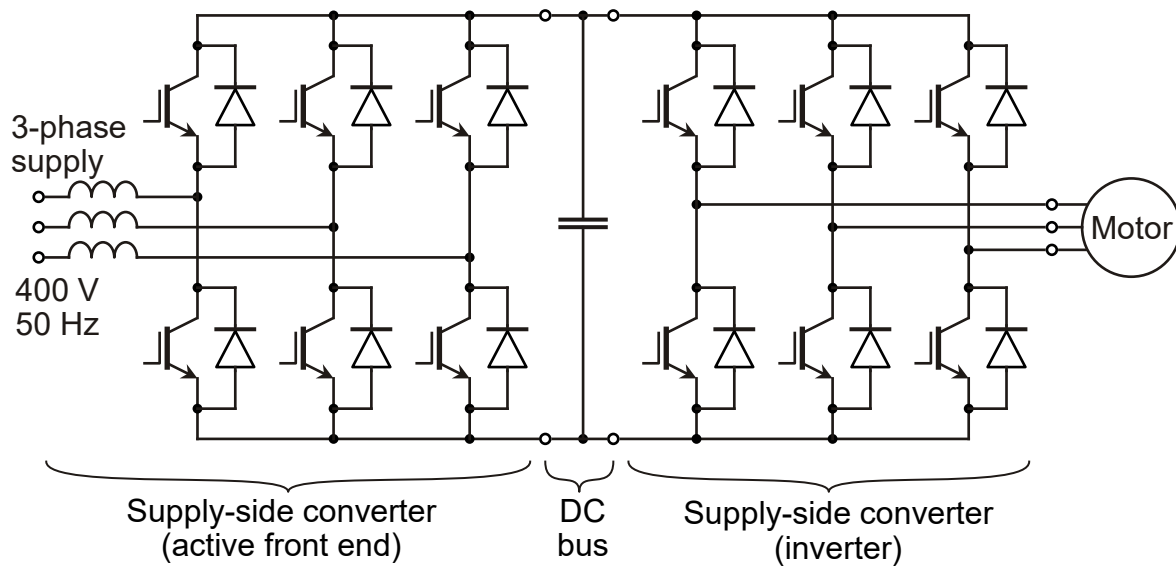 3-phase
supply
400 V
50 Hz
Motor
Supply-side converter
(active front end)
DC
bus
Supply-side converter
(inverter)